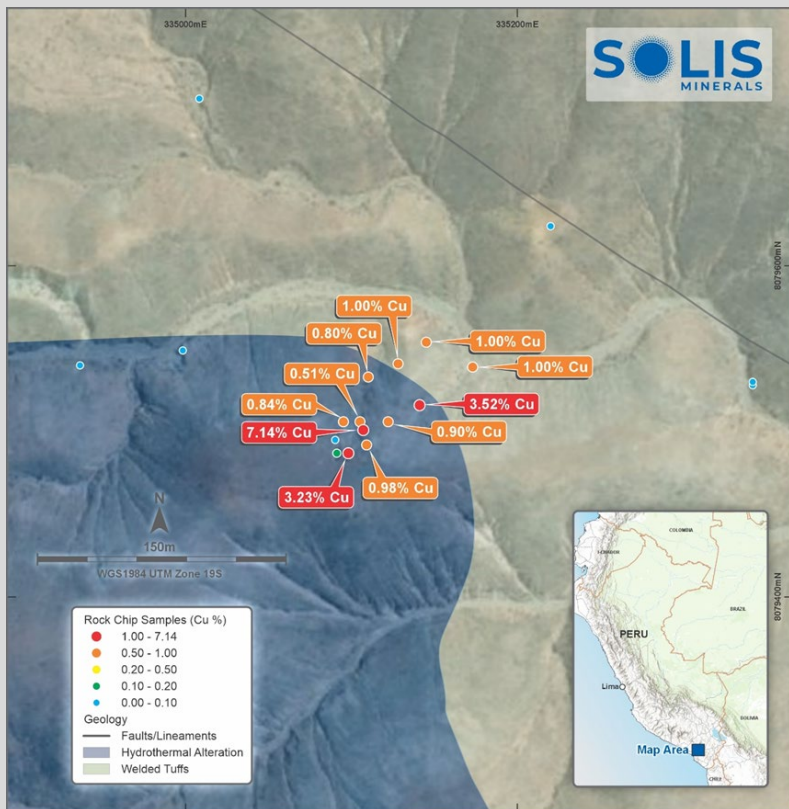 335000mE
335200mE
SOLIS
MINERALS
8079600mN
1.00% Cu
0.80% Cu
1.00% Cu
0.51% Cu
1.00% Cu
0.84% Cu
3.52% Cu
7.14% Cu
0.90% Cu
3.23% Cu
0.98% Cu
N
150m
WGS1984 UTM Zone 19S
8079400mN
Rock Chip Samples (Cu %)
1.00 - 7.14
0.50 - 1.00
0.20 - 0.50
0.10 - 0.20
0.00 - 0.10
Geology
Faults/Lineaments
Hydrothermal Alteration
Welded Tuffs
COLOMBIA
ECUADOR
PERU
BRAZIL
Lima
BOLIVIA
Map Area
CHILE